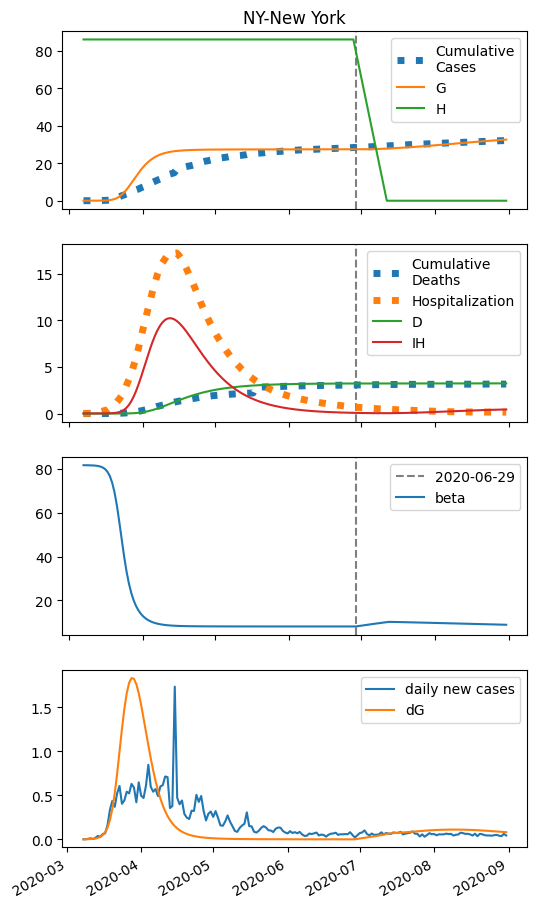 NY-New York
80
60
40
20
0
Cumulative
Cases
G
H
15
10
5
0
Cumulative
Deaths
Hospitalization
D
IH
80
60
40
20
2020-06-29
beta
1.5
1.0
0.5
0.0
daily new cases
dG
2020-03
2020-04
2020-05
2020-06
2020-07
2020-08
2020-09